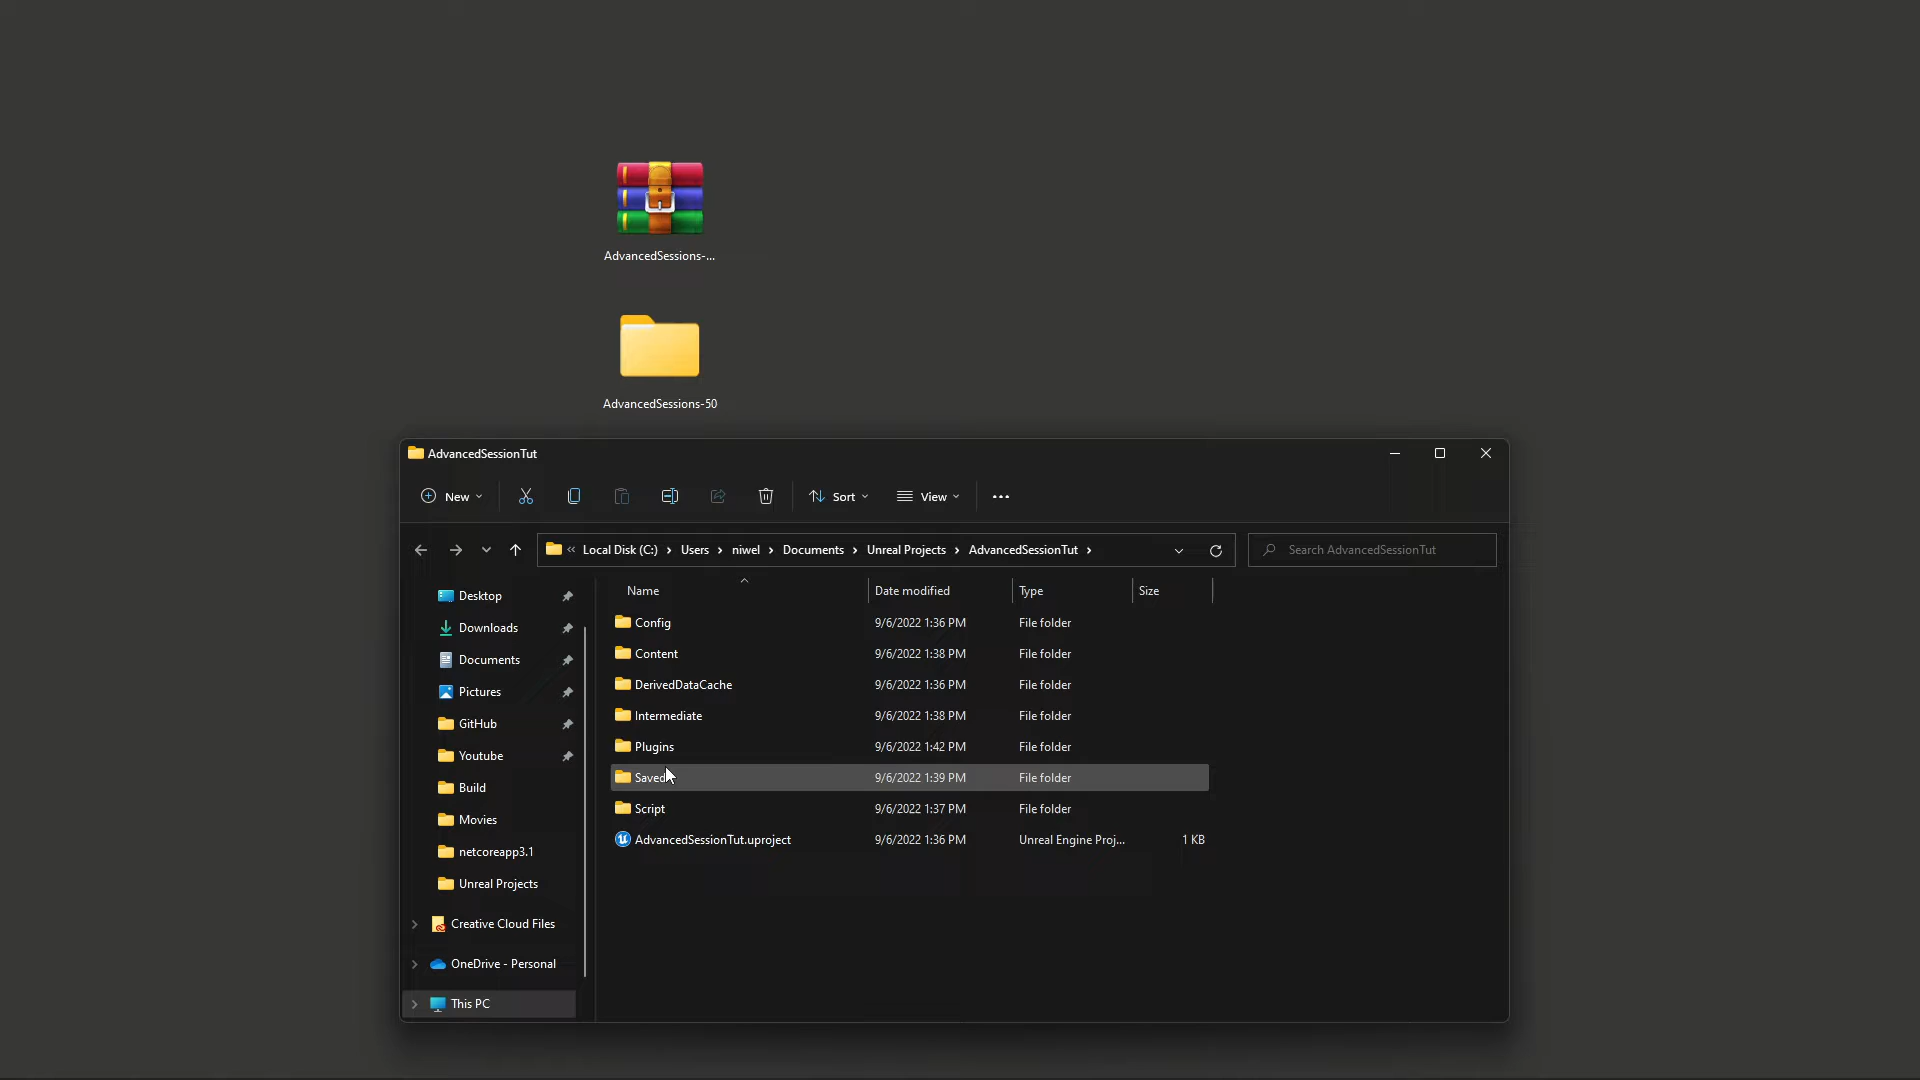 AdvancedSessions-...
AdvancedSessions-50
AdvancedSessionTut
New
Sort
View
« Local Disk (C:) › Users › niwel › Documents › Unreal Projects › AdvancedSessionTut ›
Search AdvancedSessionTut
Name Date modified Type Size
Desktop
Downloads
Documents
Pictures
GitHub
Youtube
Build
Movies
netcoreapp3.1
Unreal Projects
Creative Cloud Files
OneDrive - Personal
This PC
Config 9/6/2022 1:36 PM File folder
Content 9/6/2022 1:38 PM File folder
DerivedDataCache 9/6/2022 1:36 PM File folder
Intermediate 9/6/2022 1:38 PM File folder
Plugins 9/6/2022 1:42 PM File folder
Saved 9/6/2022 1:39 PM File folder
Script 9/6/2022 1:37 PM File folder
AdvancedSessionTut.uproject 9/6/2022 1:36 PM Unreal Engine Proj... 1 KB